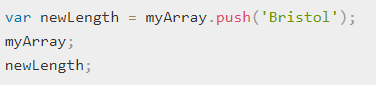 var newLength = myArray.push('Bristol');
myArray;
newLength;